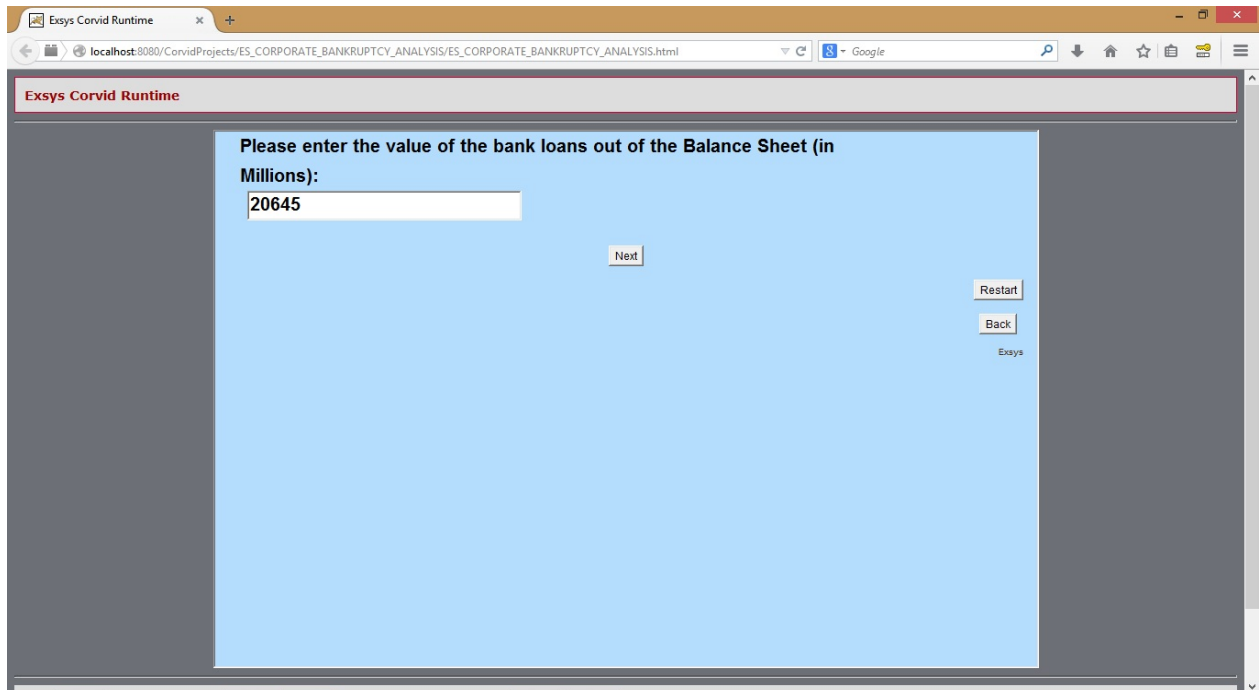 Exsys Corvid Runtime
localhost:8080/CorvidProjects/ES_CORPORATE_BANKRUPTCY_ANALYSIS/ES_CORPORATE_BANKRUPTCY_ANALYSIS.html
Google
Exsys Corvid Runtime
Please enter the value of the bank loans out of the Balance Sheet (in
Millions):
20645
Next
Restart
Back
Exsys